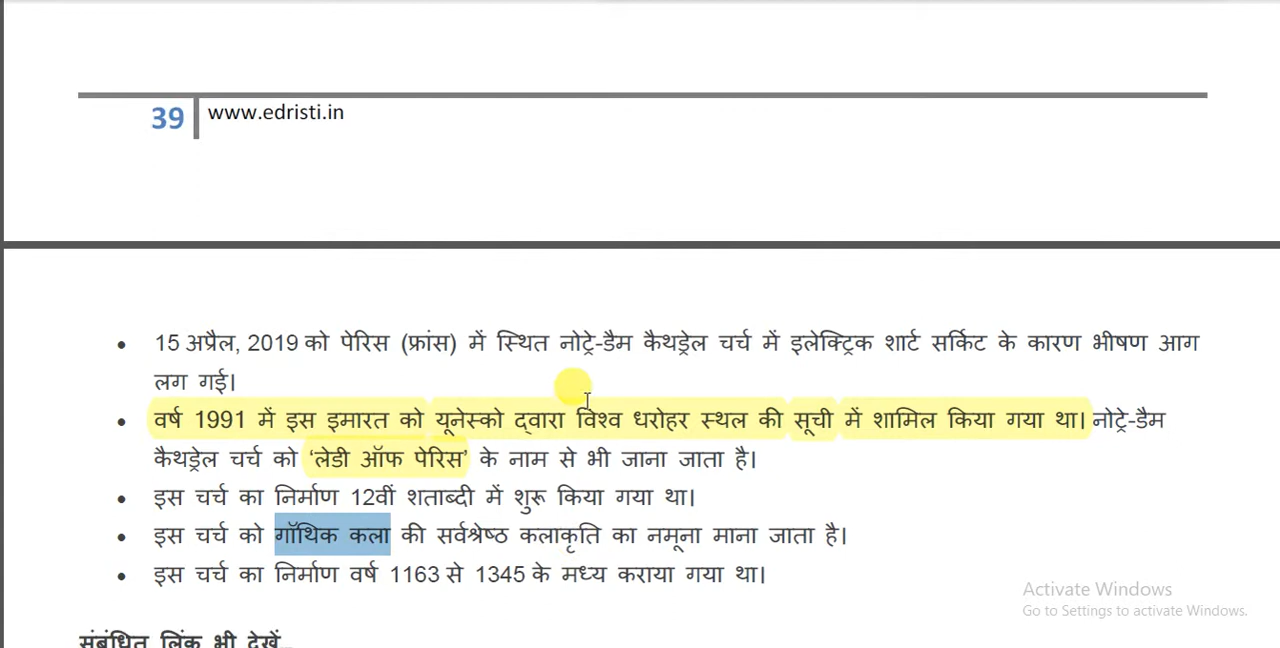 39 www.edristi.in
• 15 अप्रैल, 2019 को पेरिस (फ्रांस) में स्थित नोट्रे-डैम कैथड्रेल चर्च में इलेक्ट्रिक शार्ट सर्किट के कारण भीषण आग
लग गई।
• वर्ष 1991 में इस इमारत को यूनेस्को द्वारा विश्व धरोहर स्थल की सूची में शामिल किया गया था। नोट्रे-डैम
कैथड्रेल चर्च को ‘लेडी ऑफ पेरिस’ के नाम से भी जाना जाता है।
• इस चर्च का निर्माण 12वीं शताब्दी में शुरू किया गया था।
• इस चर्च को गॉथिक कला की सर्वश्रेष्ठ कलाकृति का नमूना माना जाता है।
• इस चर्च का निर्माण वर्ष 1163 से 1345 के मध्य कराया गया था।
Activate Windows
Go to Settings to activate Windows.
संबंधित लिंक भी देखें...